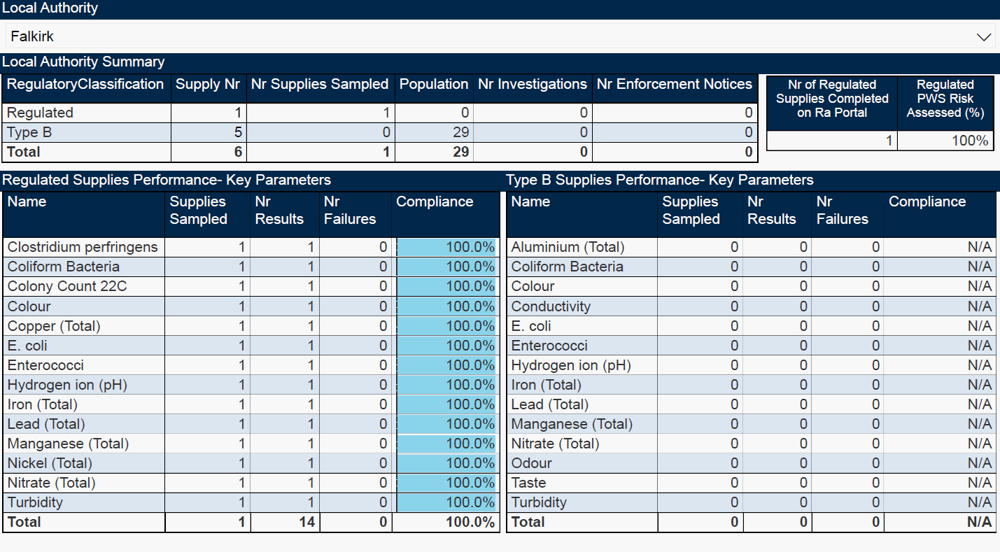 Local Authority
Falkirk
Local Authority Summary
RegulatoryClassification Supply Nr Nr Supplies Sampled Population Nr Investigations Nr Enforcement Notices
Regulated 1 1 0 0 0
Type B 5 0 29 0 0
Total 6 1 29 0 0
Nr of Regulated Regulated
Supplies Completed PWS Risk
on Ra Portal Assessed (%)
1 100%
Regulated Supplies Performance- Key Parameters
Name Supplies Nr Nr Compliance
Sampled Results Failures
Clostridium perfringens 1 1 0 100.0%
Coliform Bacteria 1 1 0 100.0%
Colony Count 22C 1 1 0 100.0%
Colour 1 1 0 100.0%
Copper (Total) 1 1 0 100.0%
E. coli 1 1 0 100.0%
Enterococci 1 1 0 100.0%
Hydrogen ion (pH) 1 1 0 100.0%
Iron (Total) 1 1 0 100.0%
Lead (Total) 1 1 0 100.0%
Manganese (Total) 1 1 0 100.0%
Nickel (Total) 1 1 0 100.0%
Nitrate (Total) 1 1 0 100.0%
Turbidity 1 1 0 100.0%
Total 1 14 0 100.0%
Type B Supplies Performance- Key Parameters
Name Supplies Nr Nr Compliance
Sampled Results Failures
Aluminium (Total) 0 0 0 N/A
Coliform Bacteria 0 0 0 N/A
Colour 0 0 0 N/A
Conductivity 0 0 0 N/A
E. coli 0 0 0 N/A
Enterococci 0 0 0 N/A
Hydrogen ion (pH) 0 0 0 N/A
Iron (Total) 0 0 0 N/A
Lead (Total) 0 0 0 N/A
Manganese (Total) 0 0 0 N/A
Nitrate (Total) 0 0 0 N/A
Odour 0 0 0 N/A
Taste 0 0 0 N/A
Turbidity 0 0 0 N/A
Total 0 0 0 N/A